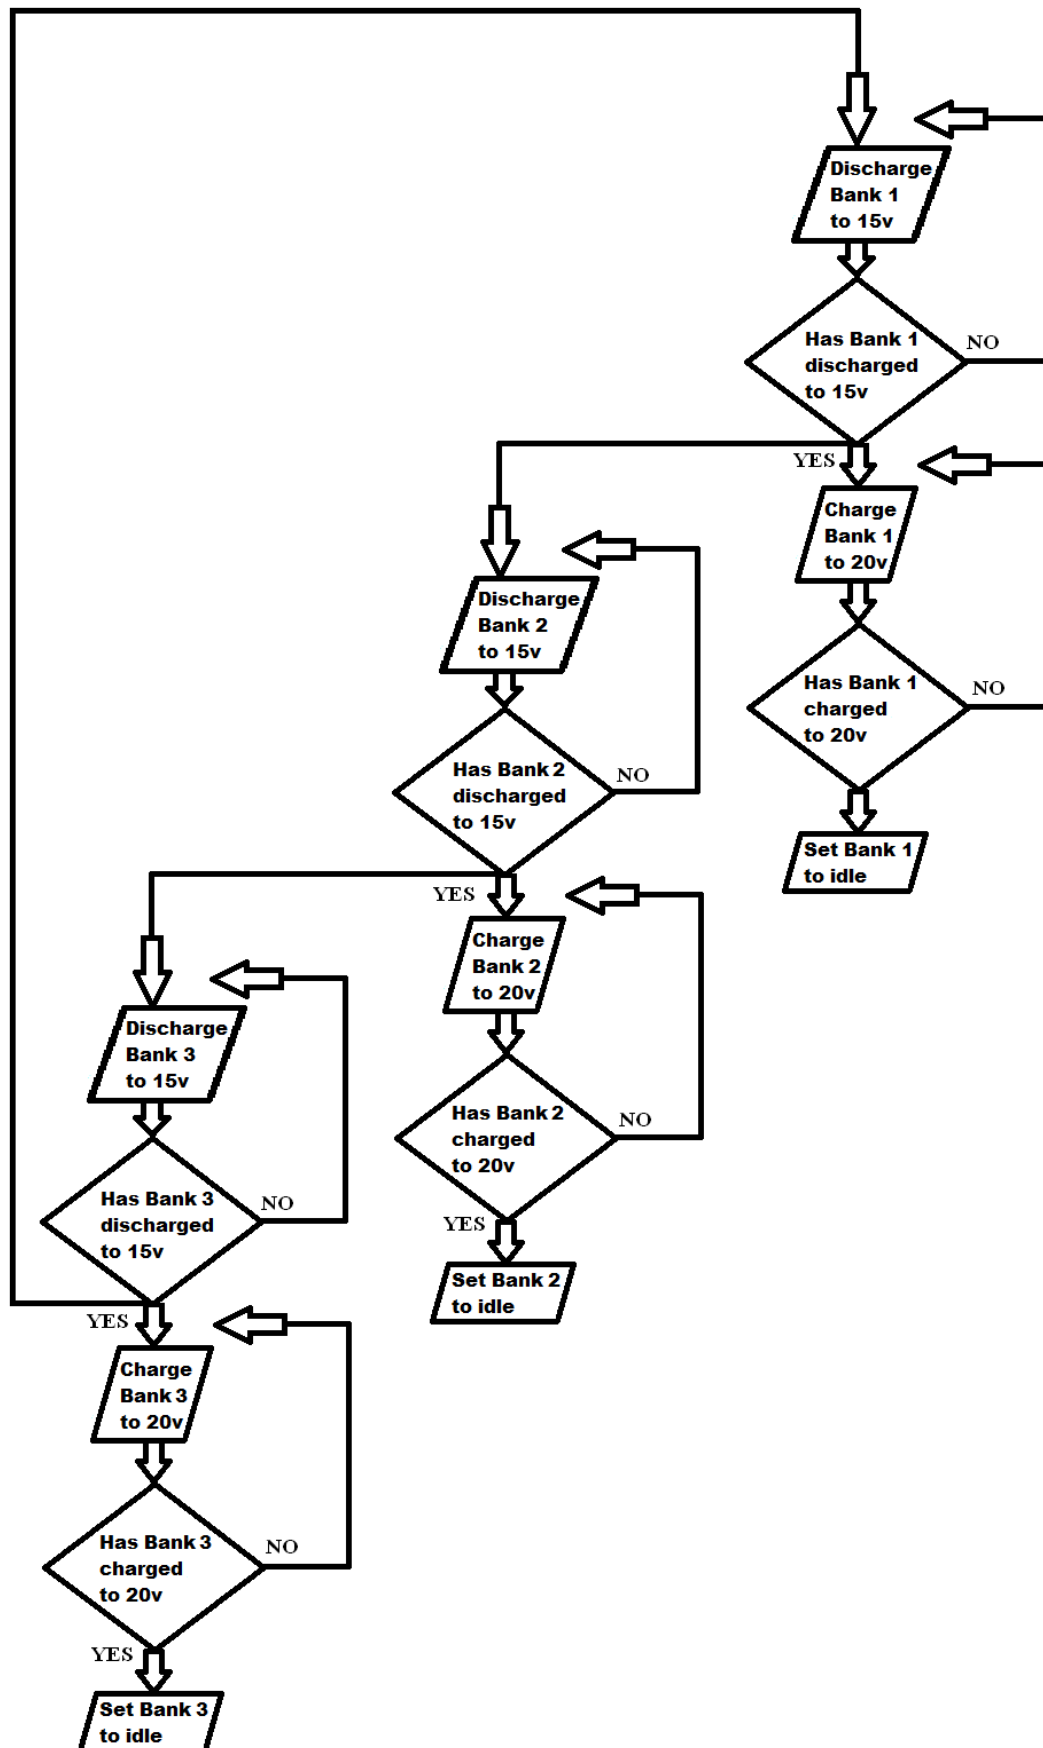 Discharge
Bank 1
to 15v
Has Bank 1
discharged
to 15v
NO
YES
Charge
Bank 1
to 20v
Has Bank 1
charged
to 20v
NO
Set Bank 1
to idle
Discharge
Bank 2
to 15v
Has Bank 2
discharged
to 15v
NO
YES
Charge
Bank 2
to 20v
Has Bank 2
charged
to 20v
NO
YES
Set Bank 2
to idle
Discharge
Bank 3
to 15v
Has Bank 3
discharged
to 15v
NO
YES
Charge
Bank 3
to 20v
Has Bank 3
charged
to 20v
NO
YES
Set Bank 3
to idle